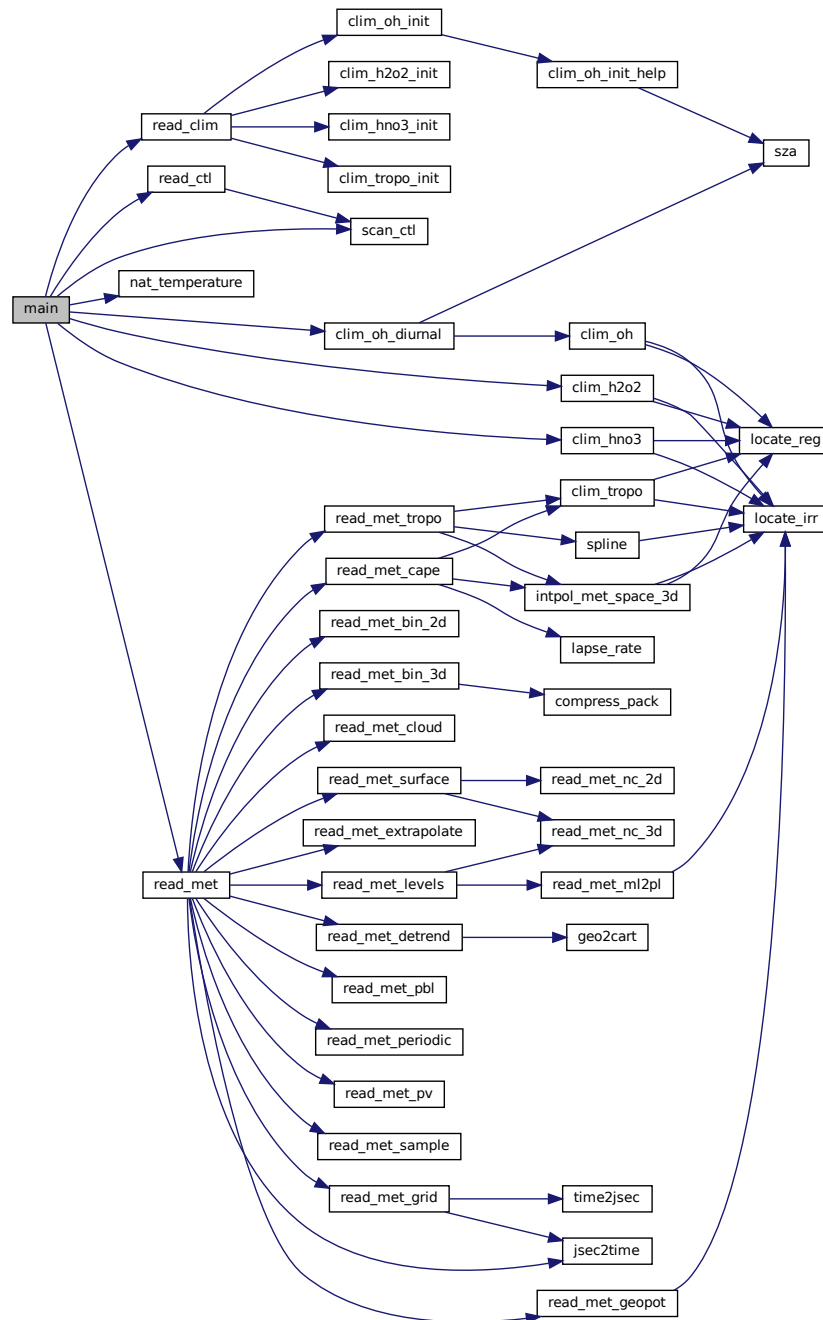 clim_oh_init
clim_oh_init_help
clim_h2o2_init
read_clim
clim_hno3_init
sza
read_ctl
clim_tropo_init
scan_ctl
nat_temperature
main
clim_oh_diurnal
clim_oh
clim_h2o2
clim_hno3
locate_reg
clim_tropo
read_met_tropo
locate_irr
spline
read_met_cape
intpol_met_space_3d
read_met_bin_2d
lapse_rate
read_met_bin_3d
compress_pack
read_met_cloud
read_met_surface
read_met_nc_2d
read_met_extrapolate
read_met_nc_3d
read_met
read_met_levels
read_met_ml2pl
read_met_detrend
geo2cart
read_met_pbl
read_met_periodic
read_met_pv
read_met_sample
read_met_grid
time2jsec
jsec2time
read_met_geopot